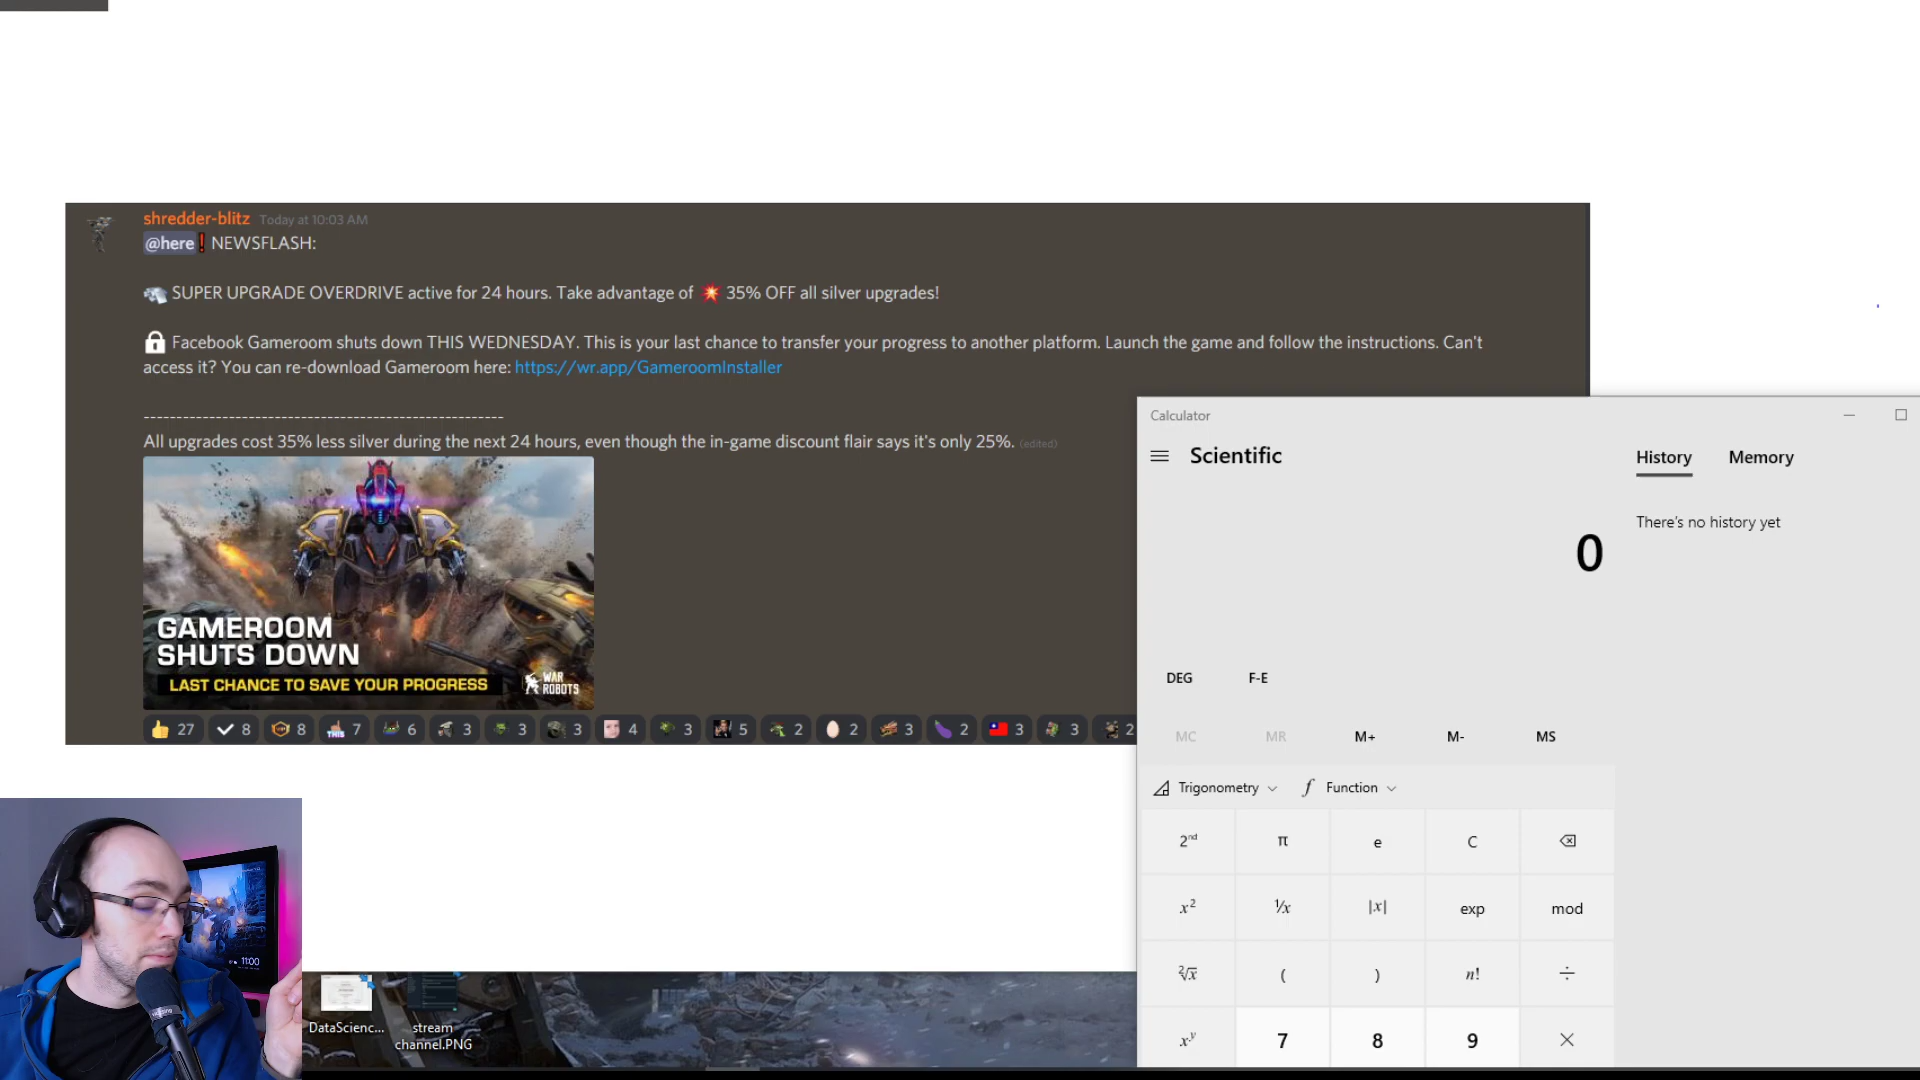 shredder-blitz Today at 10:03 AM
@here❗NEWSFLASH:
SUPER UPGRADE OVERDRIVE active for 24 hours. Take advantage of 💥 35% OFF all silver upgrades!
Facebook Gameroom shuts down THIS WEDNESDAY. This is your last chance to transfer your progress to another platform. Launch the game and follow the instructions. Can't
access it? You can re-download Gameroom here: https://wr.app/GameroomInstaller
-------------------------------------------------------
All upgrades cost 35% less silver during the next 24 hours, even though the in-game discount flair says it's only 25%. (edited)
GAMEROOM
SHUTS DOWN
LAST CHANCE TO SAVE YOUR PROGRESS
WAR
ROBOTS
27 8 8 THIS 7 6 3 3 3 4 3 5 2 2 3 2 3 3 2
Calculator
Scientific
History Memory
There's no history yet
0
DEG F-E
MC MR M+ M- MS
Trigonometry f Function
2ⁿᵈ π e C
x² ¹/x |x| exp mod
²√x ( ) n! ÷
xʸ 7 8 9 ×
11:00
DataScienc...
stream
channel.PNG